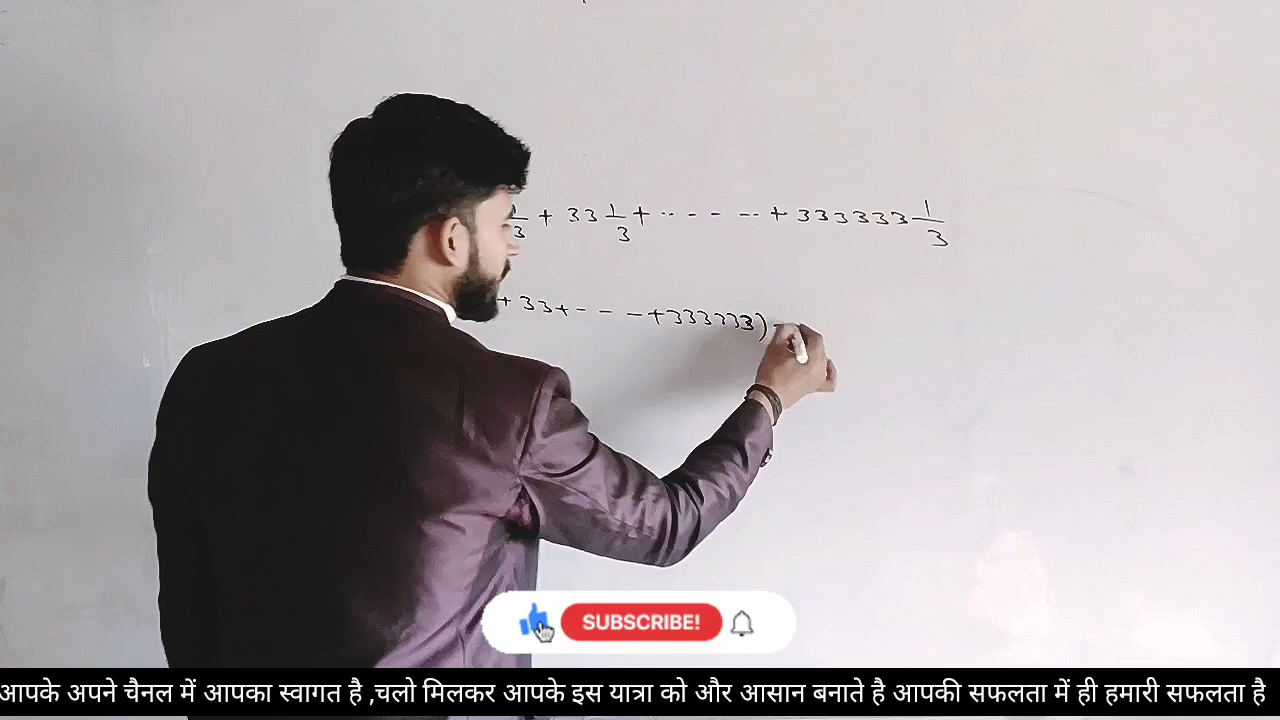 1/3 + 33 1/3 + .. - - -- + 333333 1/3
+ 33 + - - - + 333333) -
SUBSCRIBE!
आपके अपने चैनल में आपका स्वागत है ,चलो मिलकर आपके इस यात्रा को और आसान बनाते है आपकी सफलता में ही हमारी सफलता है